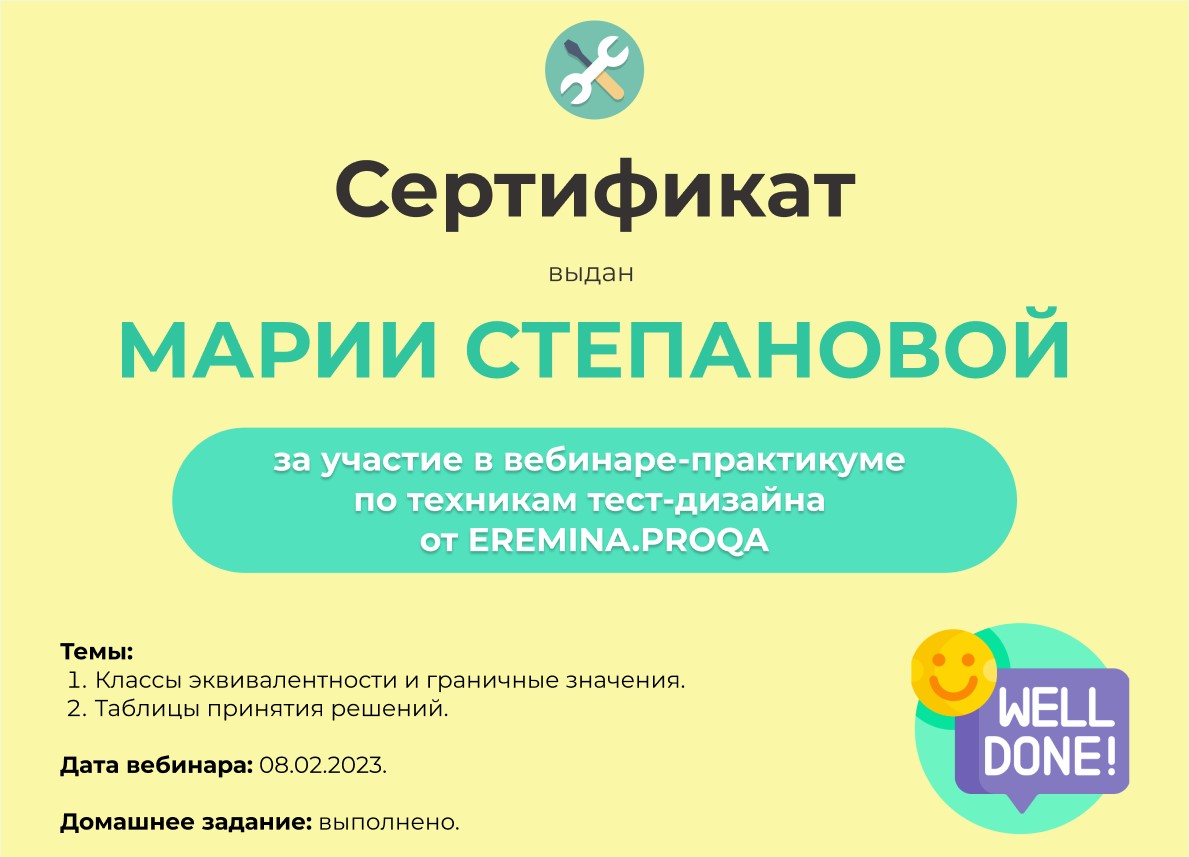 Сертификат
выдан
МАРИИ СТЕПАНОВОЙ
за участие в вебинаре-практикуме
по техникам тест-дизайна
от EREMINA.PROQA
Темы:
1. Классы эквивалентности и граничные значения.
2. Таблицы принятия решений.
Дата вебинара: 08.02.2023.
Домашнее задание: выполнено.
WELL
DONE!